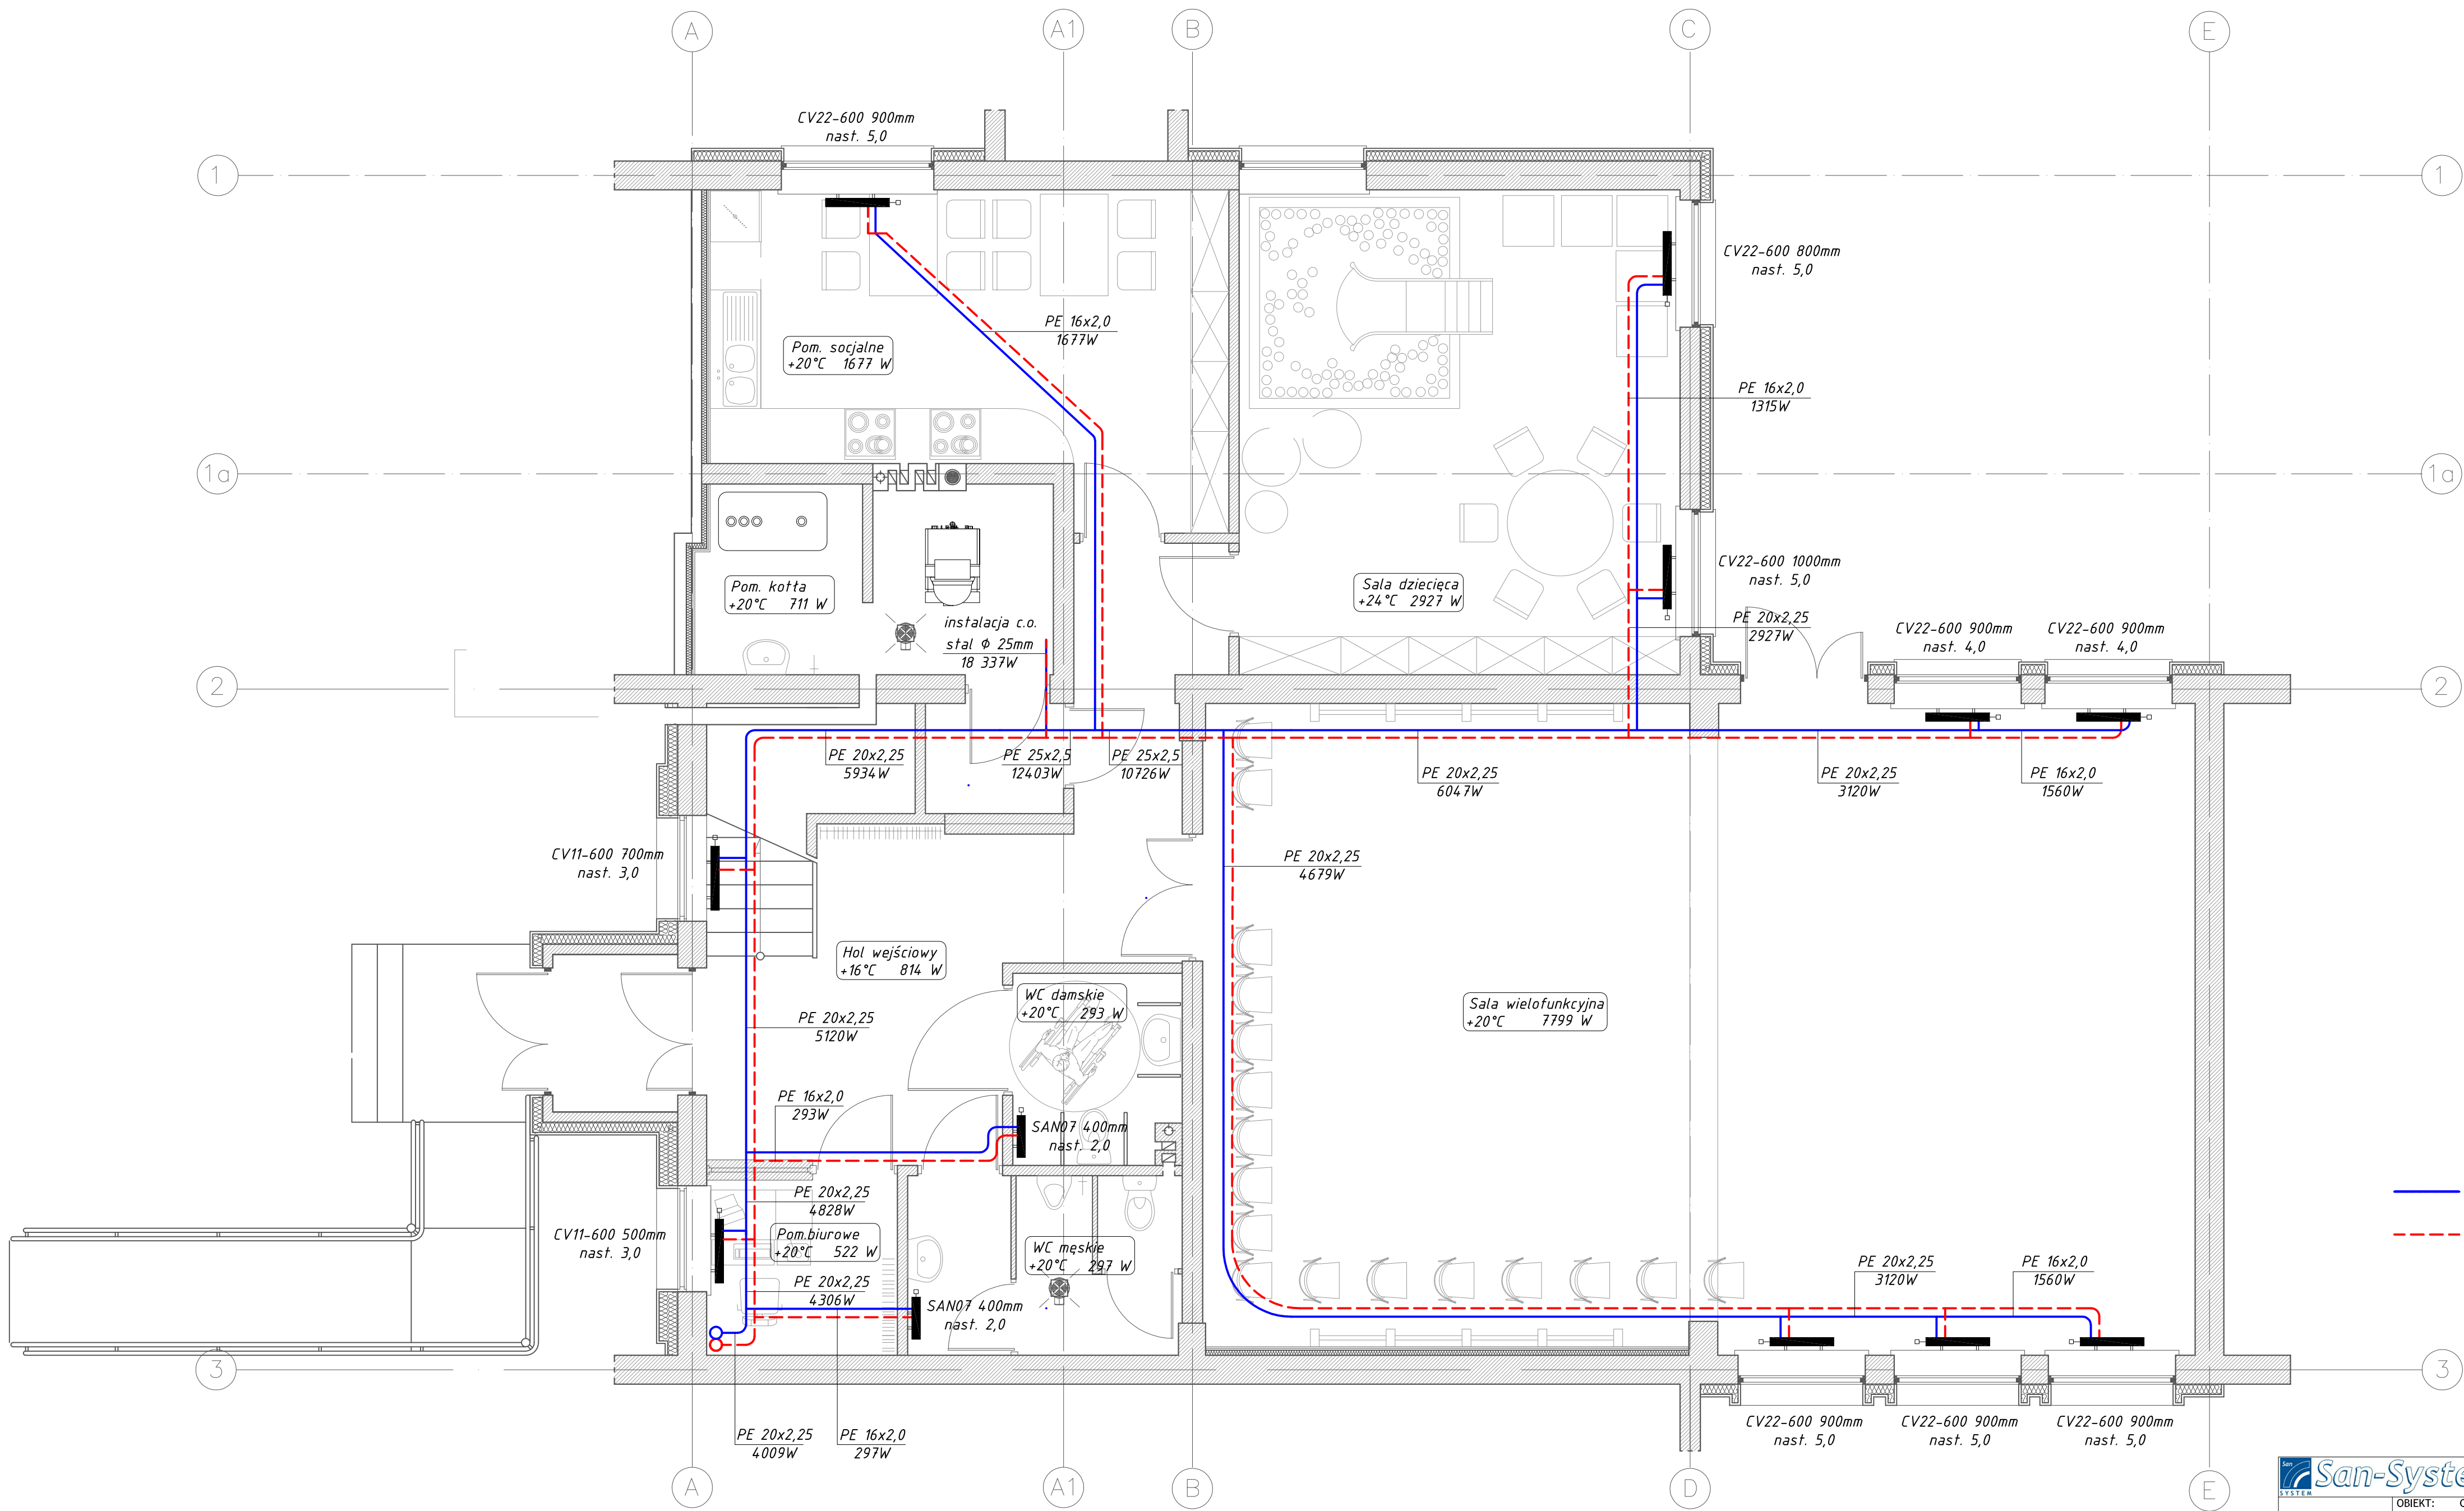 A
A1
B
C
E
CV22-600 900mm
nast. 5,0
1
1
CV22-600 800mm
nast. 5,0
PE 16x2,0
1677W
Pom. socjalne
+20°C 1677 W
PE 16x2,0
1315W
1a
1a
CV22-600 1000mm
nast. 5,0
Pom. kotła
+20°C 711 W
Sala dziecięca
+24°C 2927 W
instalacja c.o.
stal Φ 25mm
18 337W
PE 20x2,25
2927W
CV22-600 900mm
nast. 4,0
CV22-600 900mm
nast. 4,0
2
2
PE 20x2,25
5934W
PE 25x2,5
12403W
PE 25x2,5
10726W
PE 20x2,25
6047W
PE 20x2,25
3120W
PE 16x2,0
1560W
CV11-600 700mm
nast. 3,0
PE 20x2,25
4679W
Hol wejściowy
+16°C 814 W
WC damskie
+20°C 293 W
Sala wielofunkcyjna
+20°C 7799 W
PE 20x2,25
5120W
PE 16x2,0
293W
SAN07 400mm
nast. 2,0
PE 20x2,25
4828W
CV11-600 500mm
nast. 3,0
Pom.biurowe
+20°C 522 W
WC męskie
+20°C 297 W
PE 20x2,25
4306W
SAN07 400mm
nast. 2,0
PE 20x2,25
3120W
PE 16x2,0
1560W
3
3
PE 20x2,25
4009W
PE 16x2,0
297W
CV22-600 900mm
nast. 5,0
CV22-600 900mm
nast. 5,0
CV22-600 900mm
nast. 5,0
A
A1
B
D
E
San
SYSTEM
San-Syste
OBIEKT: